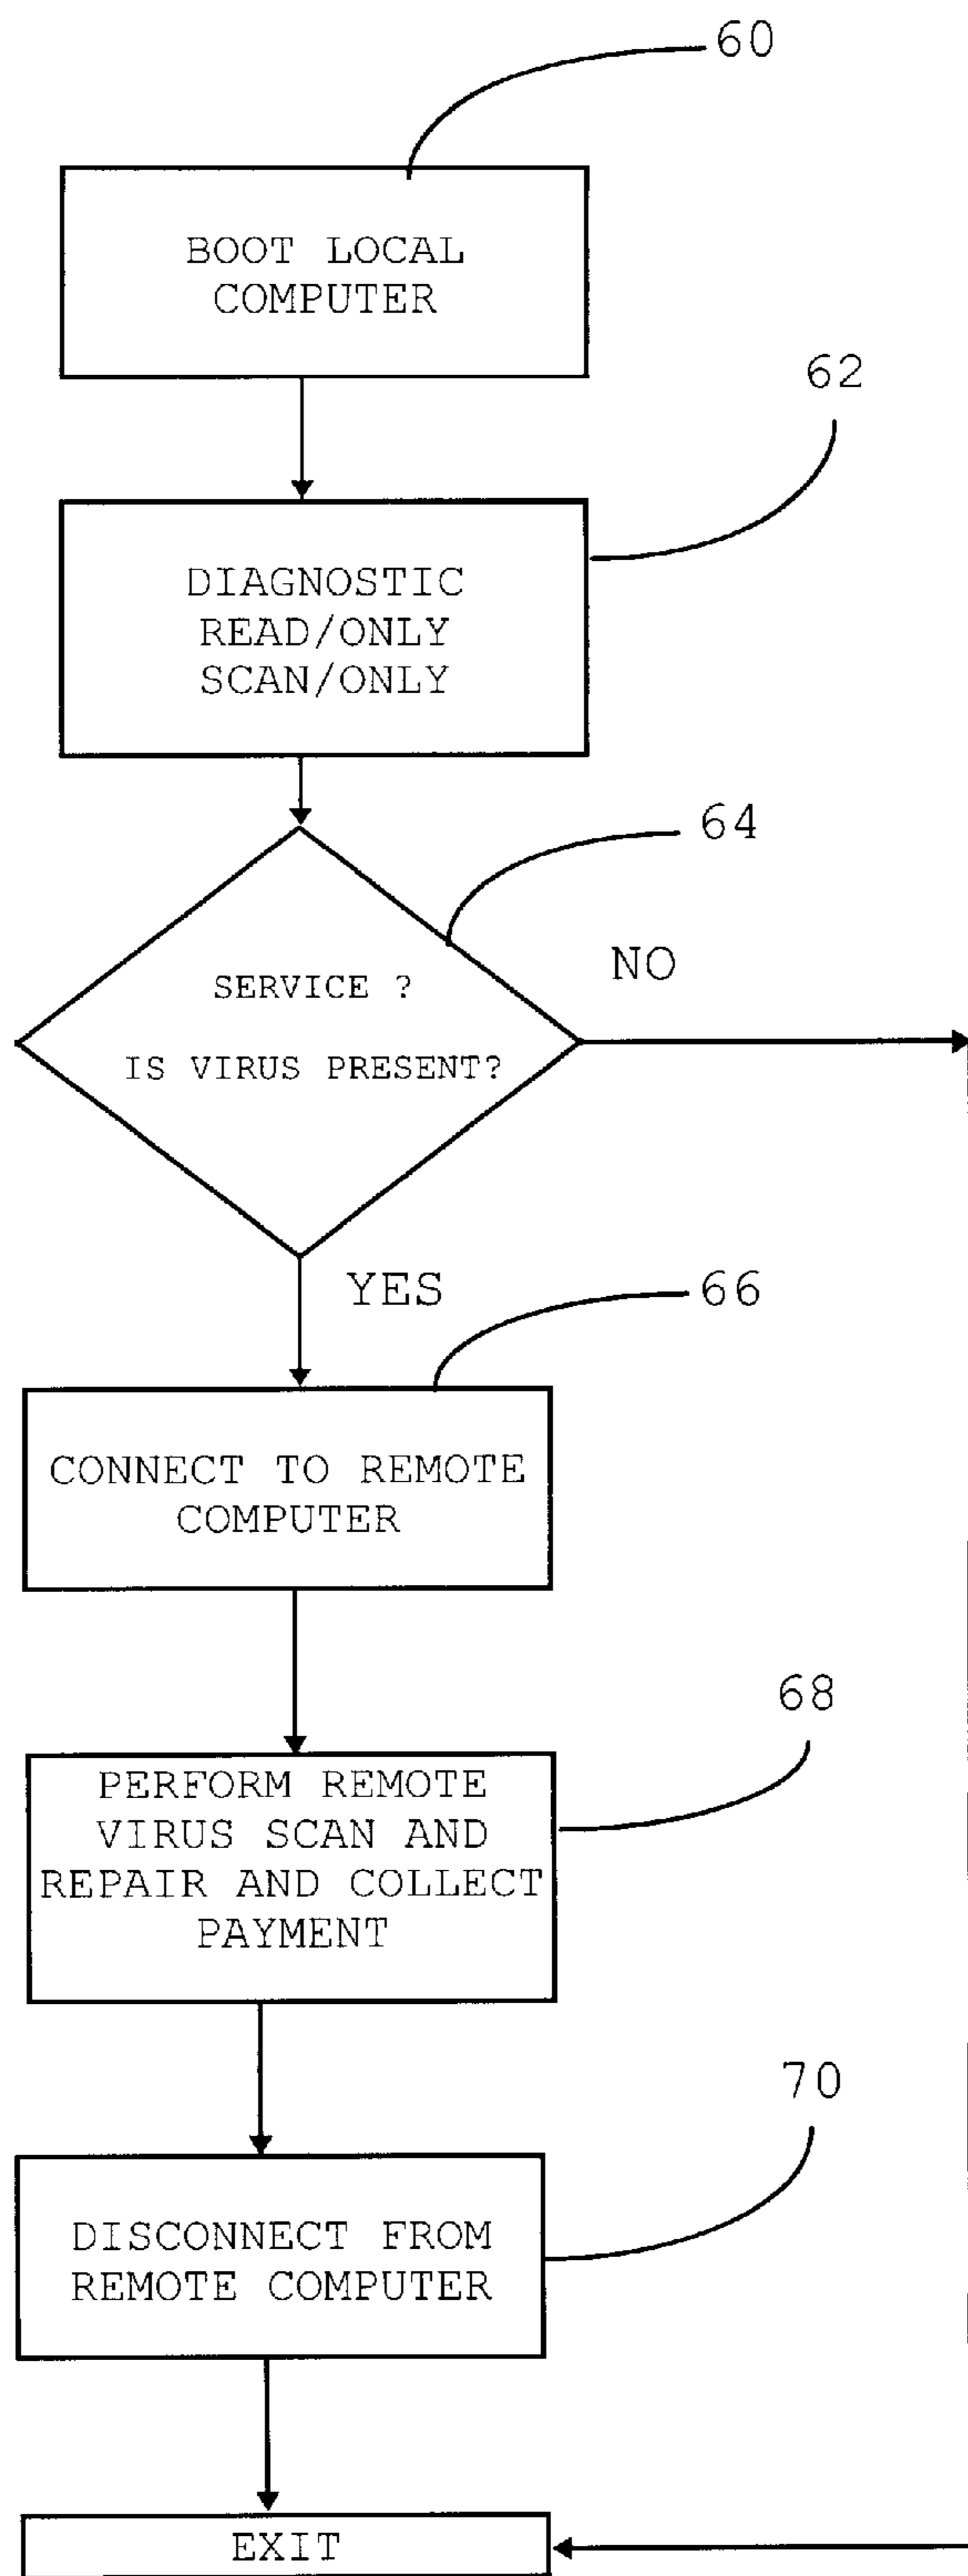 60
BOOT LOCAL
COMPUTER
62
DIAGNOSTIC
READ/ONLY
SCAN/ONLY
64
NO
SERVICE ?
IS VIRUS PRESENT?
YES
66
CONNECT TO REMOTE
COMPUTER
68
PERFORM REMOTE
VIRUS SCAN AND
REPAIR AND COLLECT
PAYMENT
70
DISCONNECT FROM
REMOTE COMPUTER
EXIT